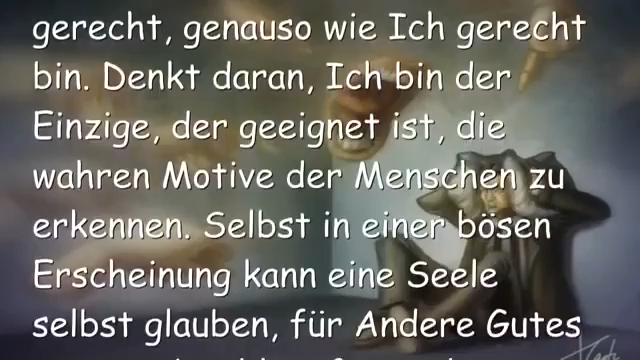 gerecht, genauso wie Ich gerecht
bin. Denkt daran, Ich bin der
Einzige, der geeignet ist, die
wahren Motive der Menschen zu
erkennen. Selbst in einer bösen
Erscheinung kann eine Seele
selbst glauben, für Andere Gutes